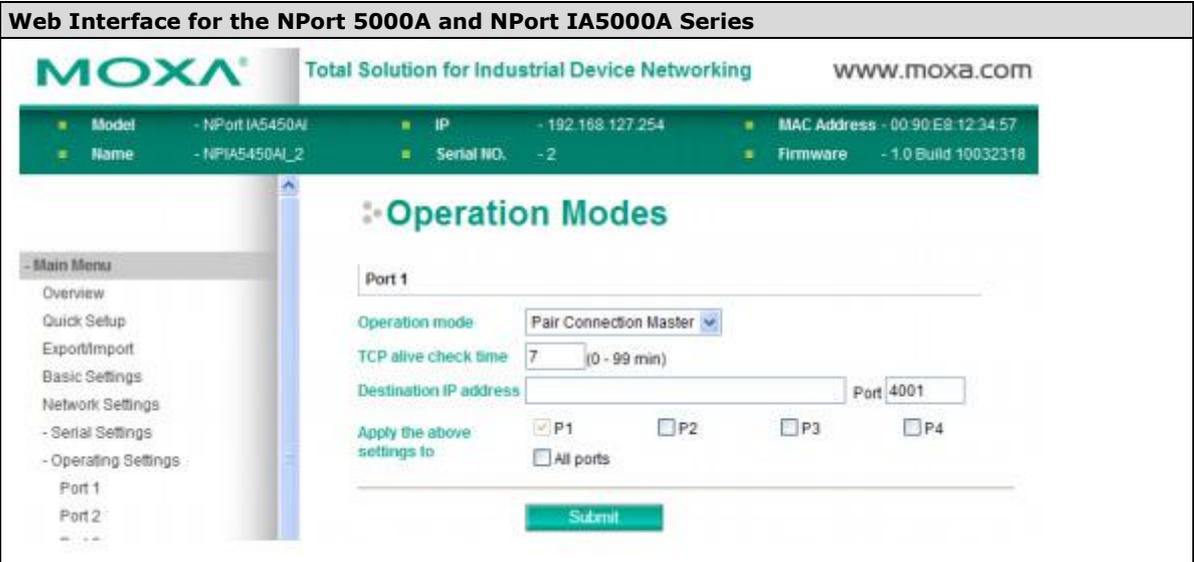 Web Interface for the NPort 5000A and NPort IA5000A Series
MOXA® Total Solution for Industrial Device Networking www.moxa.com
Model - NPort IA5450AI IP - 192.168.127.254 MAC Address - 00:90:E8:12:34:57
Name - NPIA5450AI_2 Serial NO. - 2 Firmware - 1.0 Build 10032318
Operation Modes
- Main Menu
Overview
Quick Setup
Export/Import
Basic Settings
Network Settings
- Serial Settings
- Operating Settings
Port 1
Port 2
Port 1
Operation mode Pair Connection Master
TCP alive check time 7 (0 - 99 min)
Destination IP address Port 4001
Apply the above settings to P1 P2 P3 P4
All ports
Submit